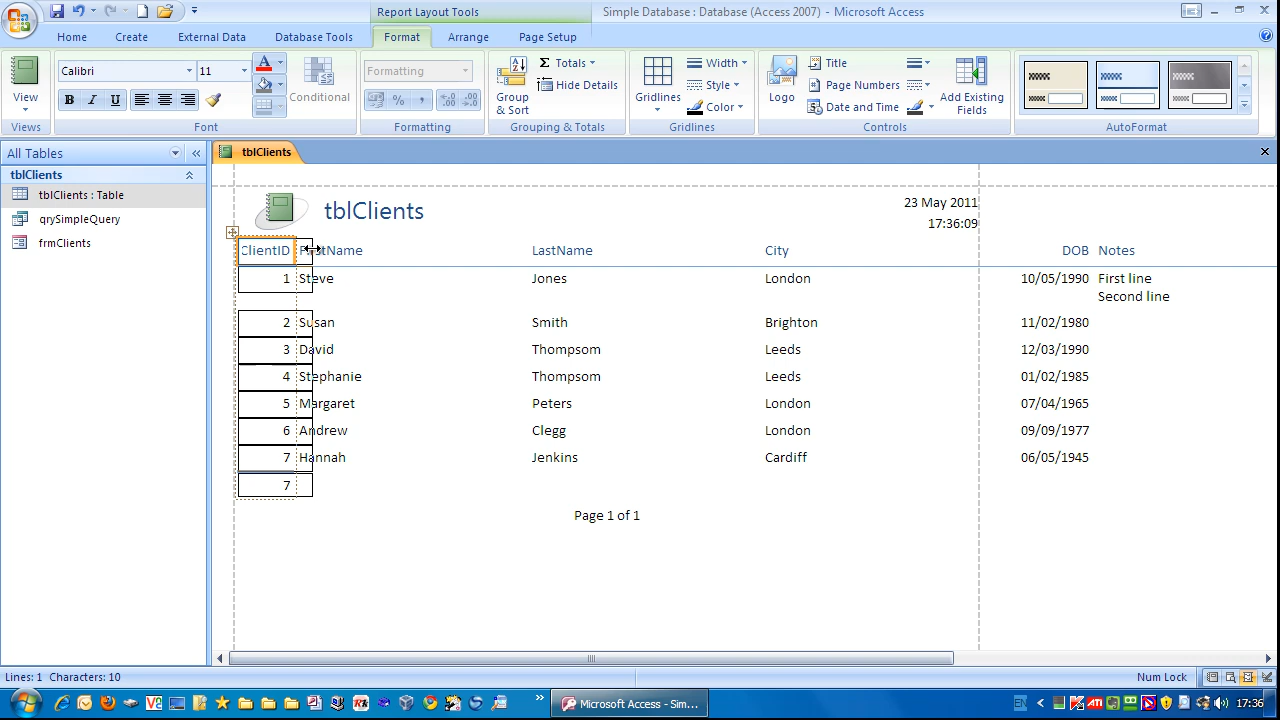 Report Layout Tools
Simple Database : Database (Access 2007) - Microsoft Access
Home Create External Data Database Tools Format Arrange Page Setup
View
Views
Calibri 11
B I U
Conditional
Font
Formatting
%
Formatting
Group & Sort
Σ Totals
Hide Details
Grouping & Totals
Gridlines
Width
Style
Color
Gridlines
Logo
Title
Page Numbers
Date and Time
Add Existing Fields
Controls
AutoFormat
All Tables
tblClients
tblClients
tblClients : Table
qrySimpleQuery
frmClients
tblClients
23 May 2011
17:36:09
ClientID FirstName LastName City DOB Notes
1 Steve Jones London 10/05/1990 First line
Second line
2 Susan Smith Brighton 11/02/1980
3 David Thompsom Leeds 12/03/1990
4 Stephanie Thompsom Leeds 01/02/1985
5 Margaret Peters London 07/04/1965
6 Andrew Clegg London 09/09/1977
7 Hannah Jenkins Cardiff 06/05/1945
7
Page 1 of 1
Lines: 1 Characters: 10
Num Lock
Microsoft Access - Sim...
17:36